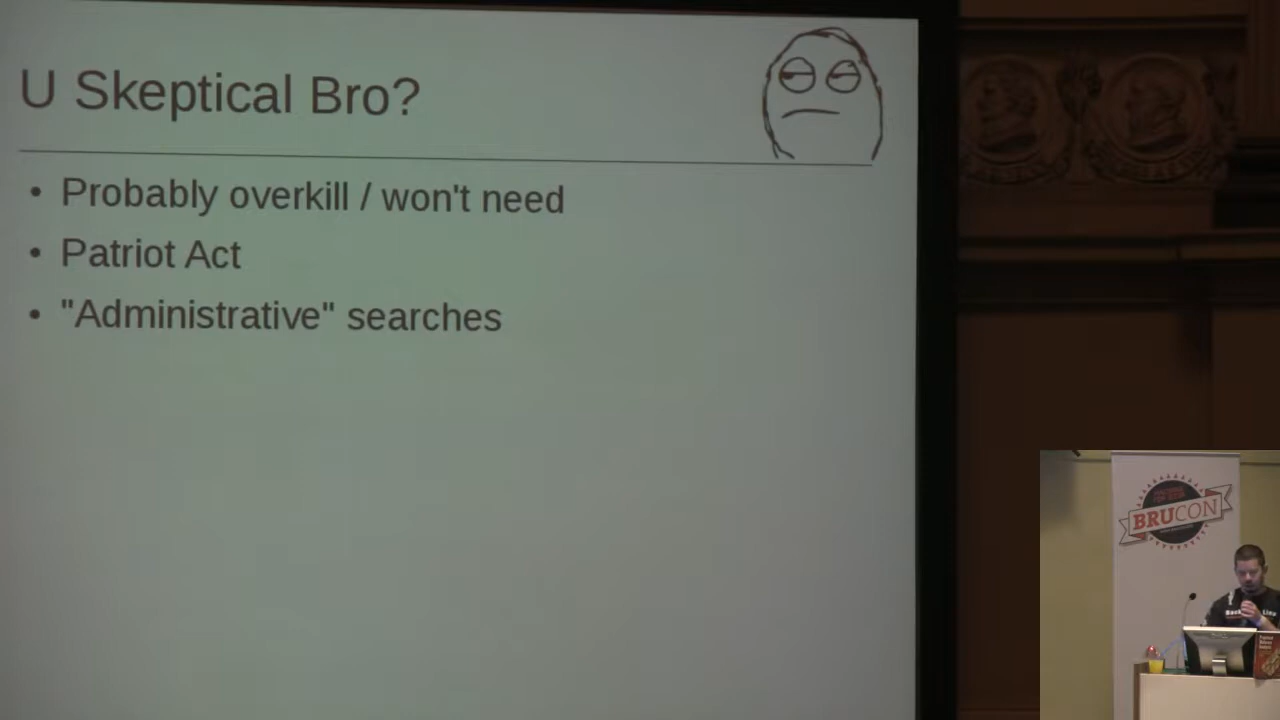 U Skeptical Bro?
• Probably overkill / won't need
• Patriot Act
• "Administrative" searches
BRUCON